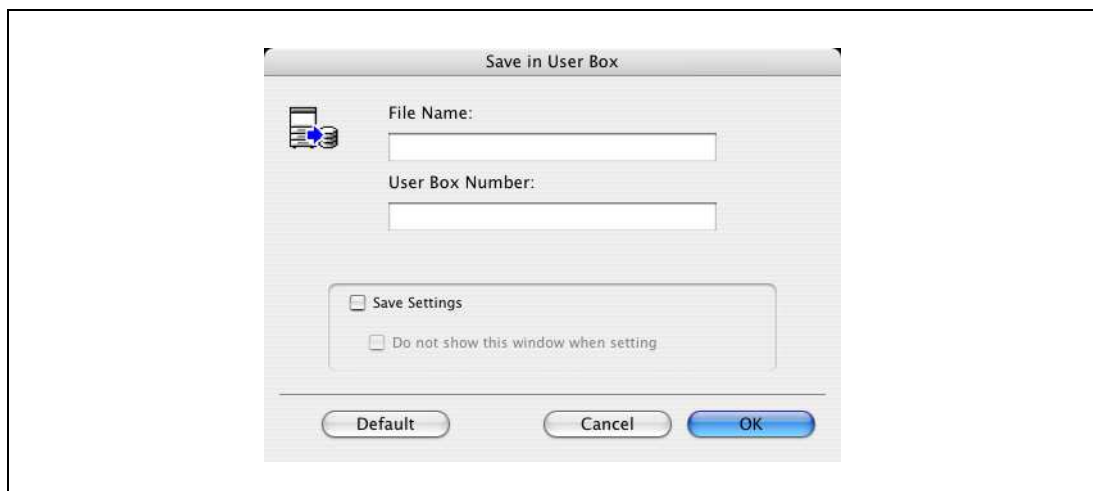 Save in User Box
File Name:
User Box Number:
Save Settings
Do not show this window when setting
Default
Cancel
OK